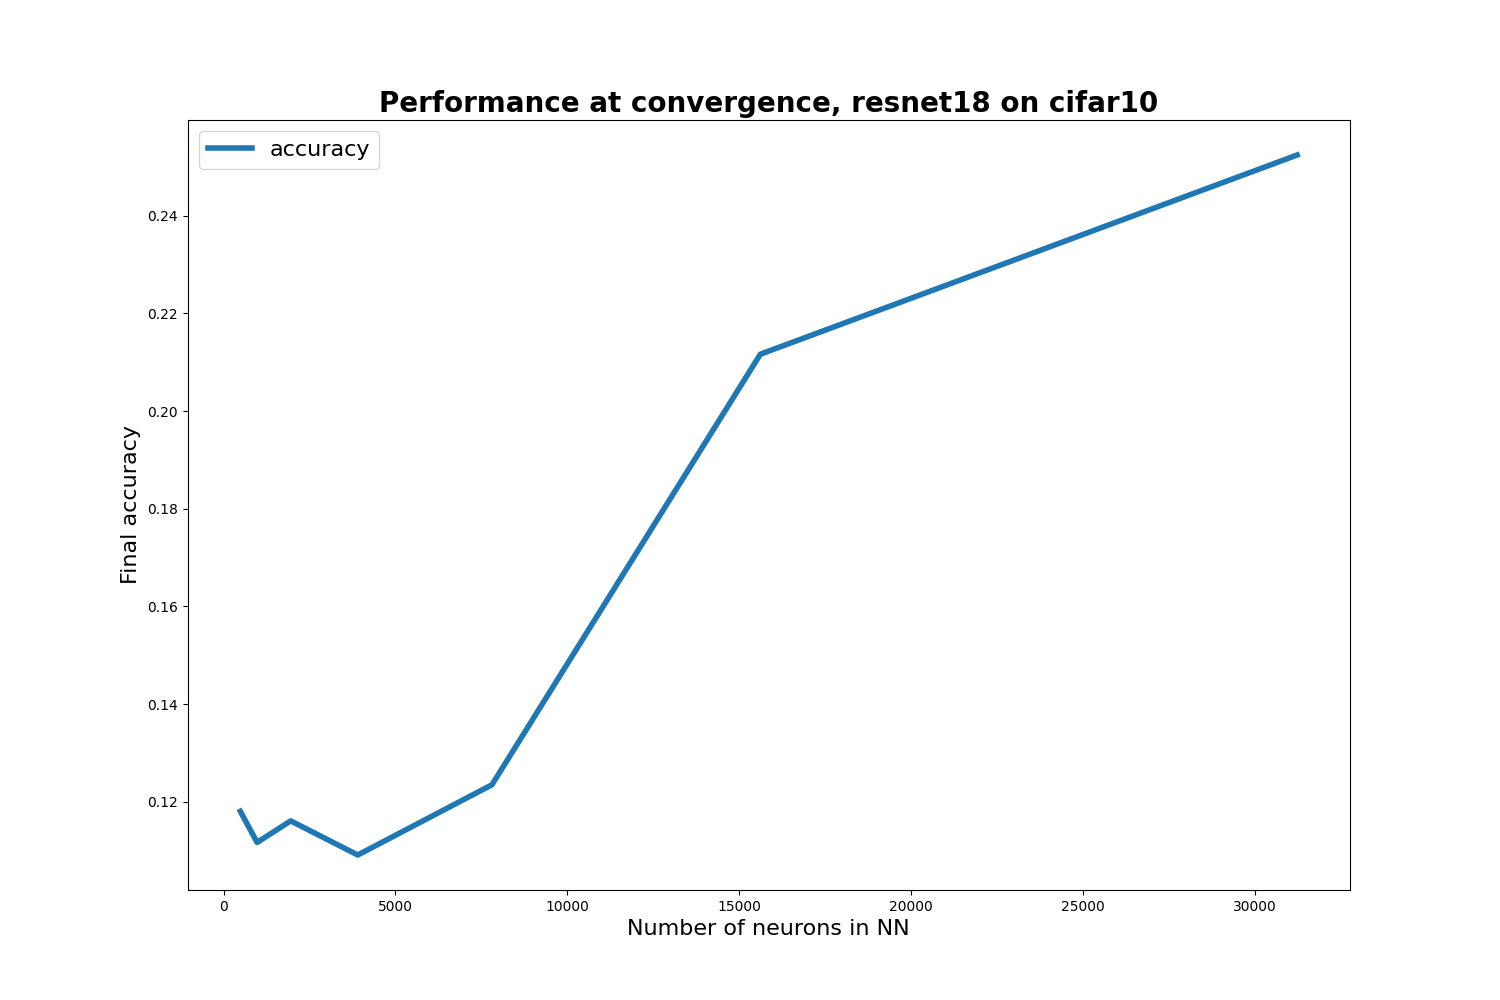 Performance at convergence, resnet18 on cifar10
accuracy
Final accuracy
0.24
0.22
0.20
0.18
0.16
0.14
0.12
0 5000 10000 15000 20000 25000 30000
Number of neurons in NN